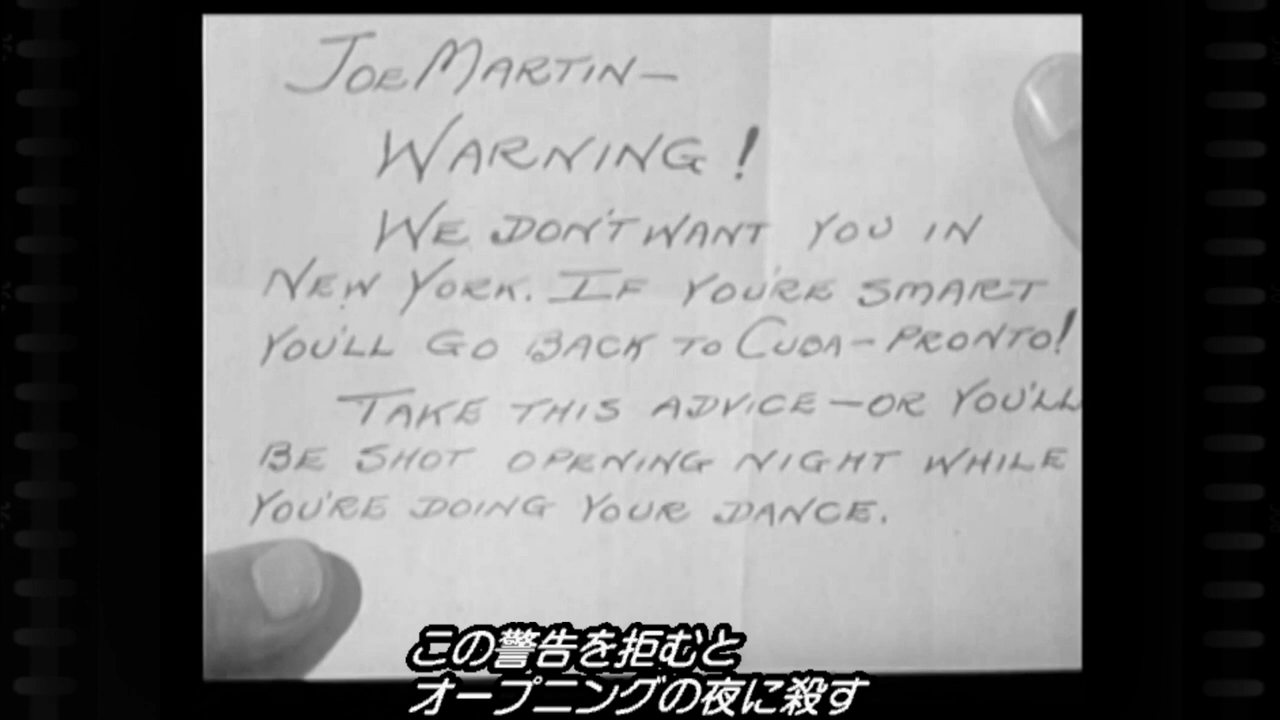 JOE MARTIN—
WARNING!
WE DON'T WANT YOU IN
NEW YORK. IF YOU'RE SMART
YOU'LL GO BACK TO CUBA—PRONTO!
TAKE THIS ADVICE—OR YOU'LL
BE SHOT OPENING NIGHT WHILE
YOU'RE DOING YOUR DANCE.
この警告を拒むと
オープニングの夜に殺す